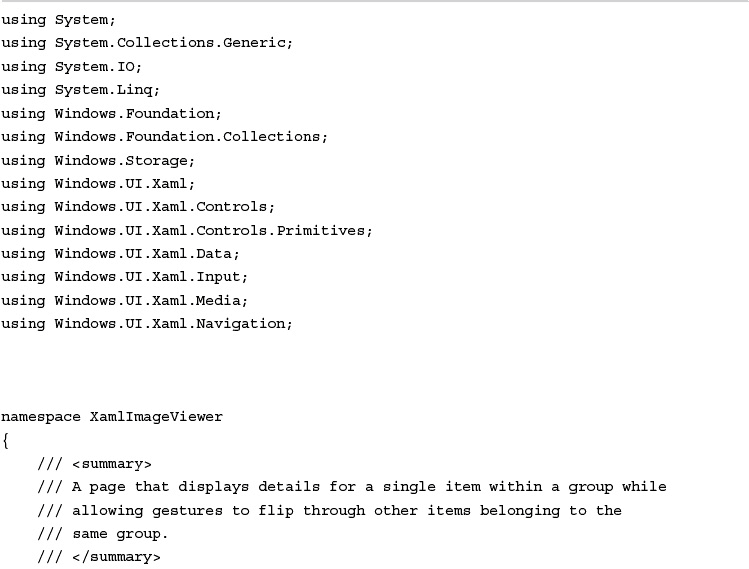 using System;
using System.Collections.Generic;
using System.IO;
using System.Linq;
using Windows.Foundation;
using Windows.Foundation.Collections;
using Windows.Storage;
using Windows.UI.Xaml;
using Windows.UI.Xaml.Controls;
using Windows.UI.Xaml.Controls.Primitives;
using Windows.UI.Xaml.Data;
using Windows.UI.Xaml.Input;
using Windows.UI.Xaml.Media;
using Windows.UI.Xaml.Navigation;
namespace XamlImageViewer
{
    /// <summary>
    /// A page that displays details for a single item within a group while
    /// allowing gestures to flip through other items belonging to the
    /// same group.
    /// </summary>